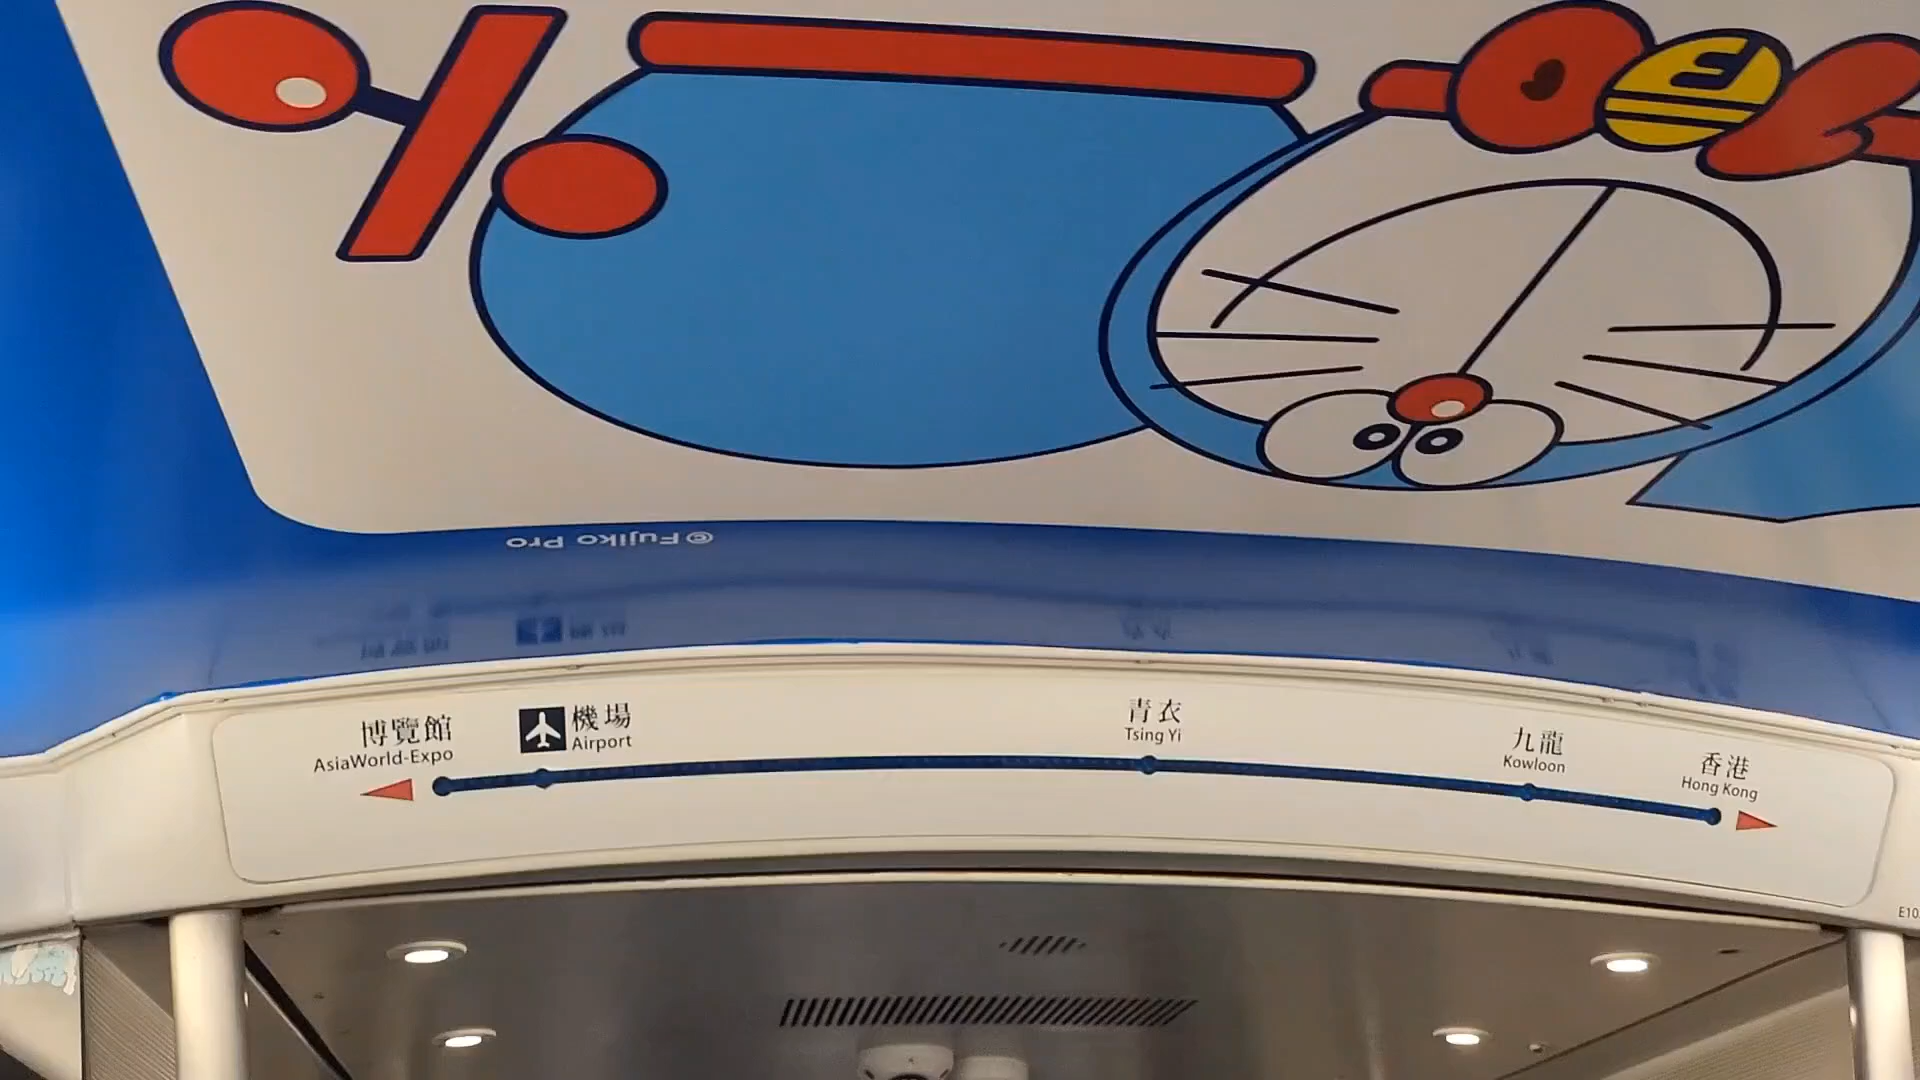 ©Fujiko Pro
博覽館
AsiaWorld-Expo
機場
Airport
青衣
Tsing Yi
九龍
Kowloon
香港
Hong Kong